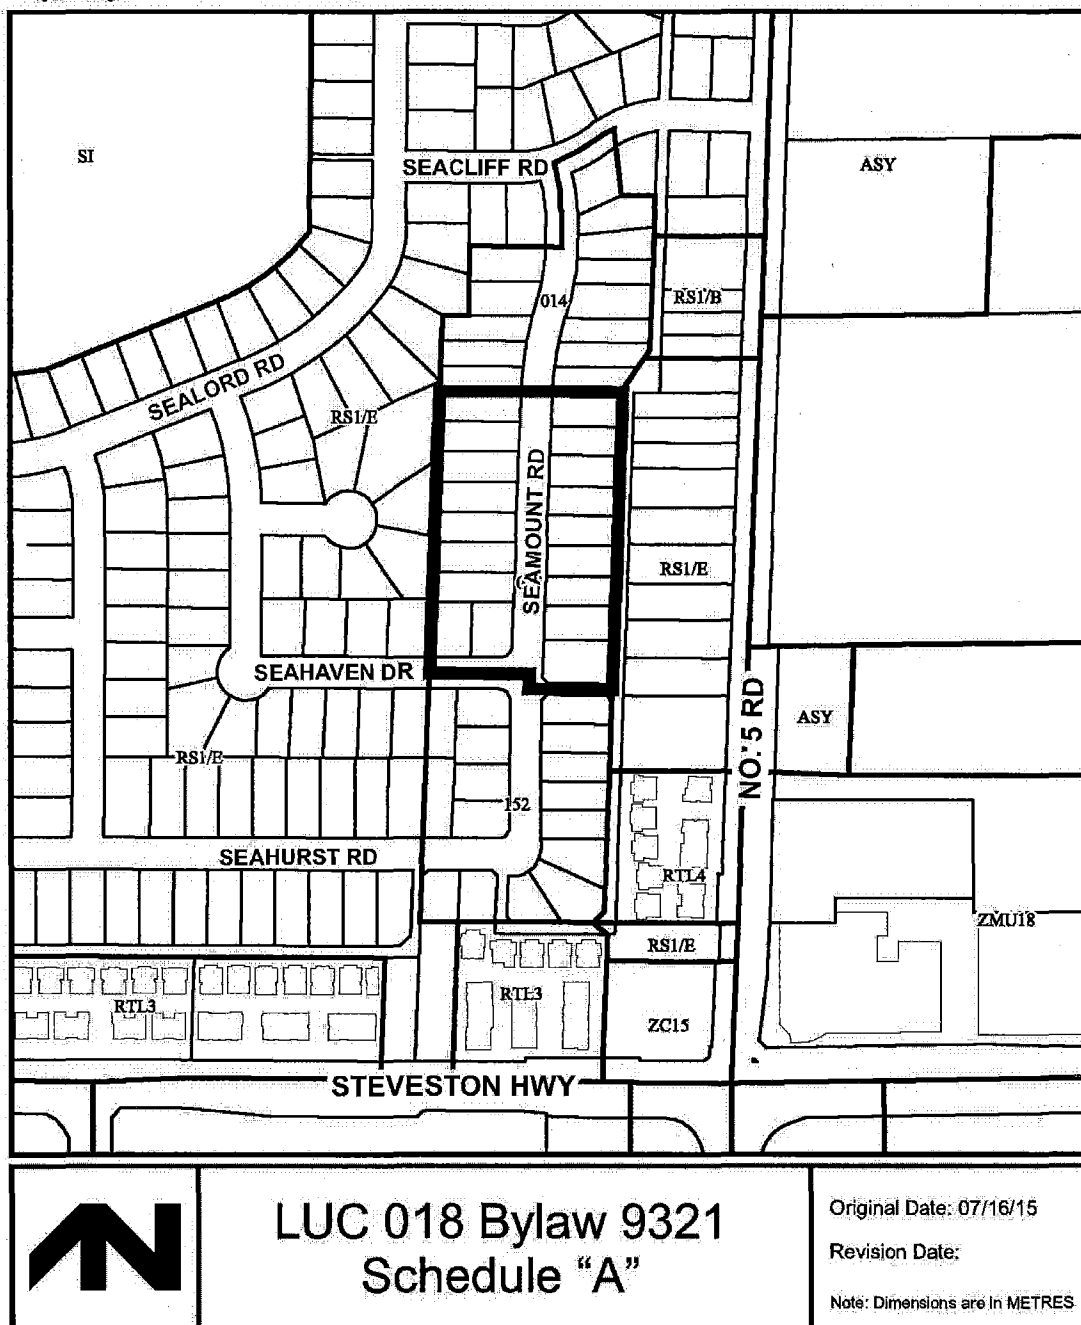 SI
SEACLIFF RD
ASY
014
RS1/B
SEALORD RD
RS1/E
SEAMOUNT RD
RS1/E
SEAHAVEN DR
NO. 5 RD
ASY
RS1/E
152
SEAHURST RD
RTL4
ZMU18
RS1/E
RTL3
RTL3
ZC15
STEVESTON HWY
LUC 018 Bylaw 9321
Schedule “A”
Original Date: 07/16/15
Revision Date:
Note: Dimensions are in METRES